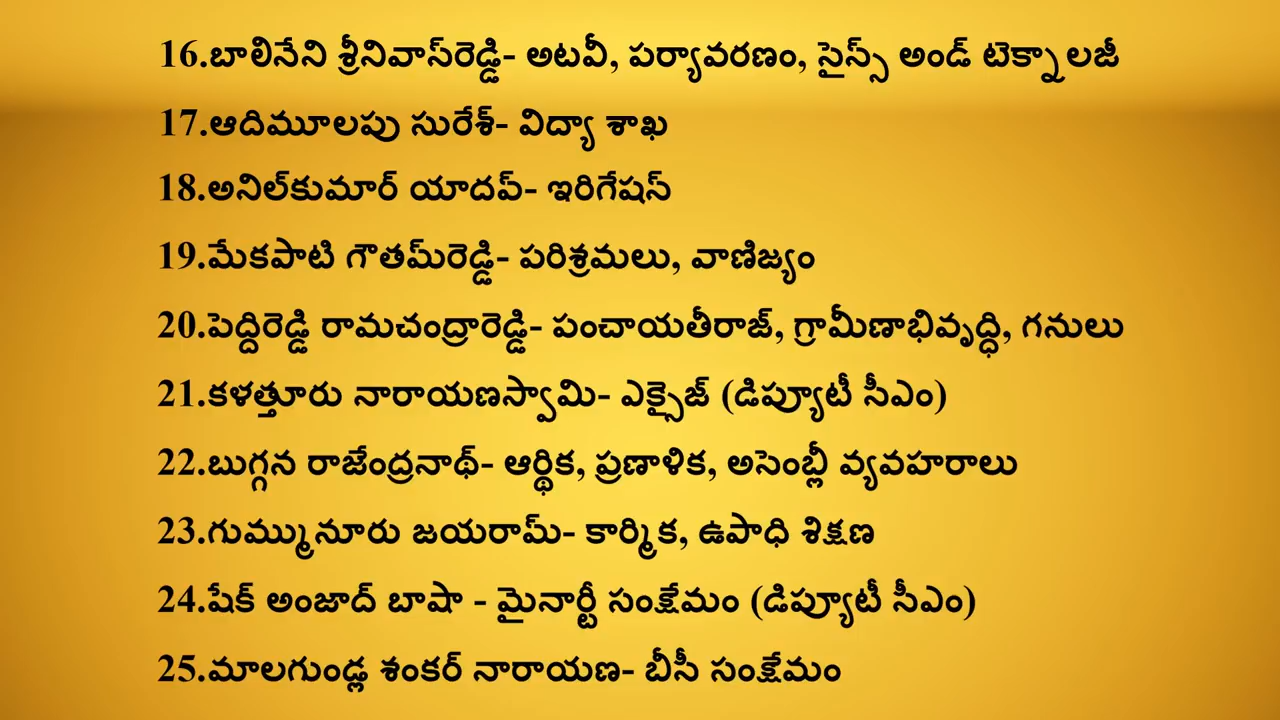 16.బాలినేని శ్రీనివాస్‌రెడ్డి- అటవీ, పర్యావరణం, సైన్స్ అండ్ టెక్నాలజీ
17.ఆదిమూలపు సురేశ్- విద్యా శాఖ
18.అనిల్‌కుమార్ యాదవ్- ఇరిగేషన్
19.మేకపాటి గౌతమ్‌రెడ్డి- పరిశ్రమలు, వాణిజ్యం
20.పెద్దిరెడ్డి రామచంద్రారెడ్డి- పంచాయతీరాజ్, గ్రామీణాభివృద్ధి, గనులు
21.కళత్తూరు నారాయణస్వామి- ఎక్సైజ్ (డిప్యూటీ సీఎం)
22.బుగ్గన రాజేంద్రనాథ్- ఆర్థిక, ప్రణాళిక, అసెంబ్లీ వ్యవహరాలు
23.గుమ్మునూరు జయరామ్- కార్మిక, ఉపాధి శిక్షణ
24.షేక్ అంజాద్ బాషా - మైనార్టీ సంక్షేమం (డిప్యూటీ సీఎం)
25.మాలగుండ్ల శంకర్ నారాయణ- బీసీ సంక్షేమం